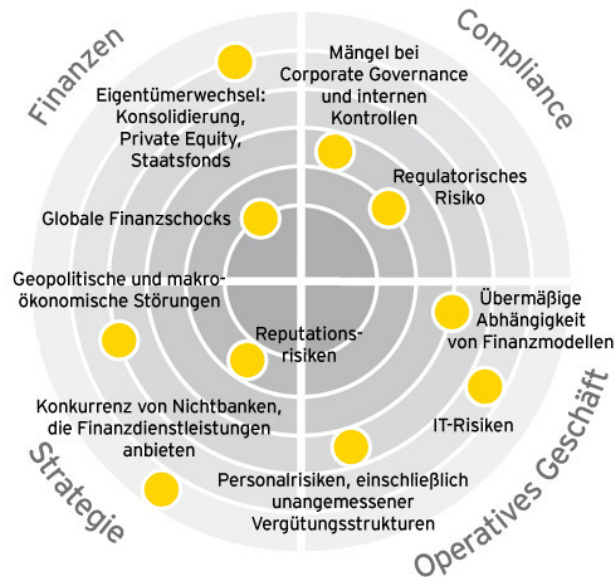 Finanzen
Compliance
Eigentümerwechsel:
Konsolidierung,
Private Equity,
Staatsfonds
Mängel bei
Corporate Governance
und internen
Kontrollen
Regulatorisches
Risiko
Globale Finanzschocks
Geopolitische und makro-
ökonomische Störungen
Reputations-
risiken
Übermäßige
Abhängigkeit
von Finanzmodellen
Konkurrenz von Nichtbanken,
die Finanzdienstleistungen
anbieten
IT-Risiken
Personalrisiken, einschließlich
unangemessener
Vergütungsstrukturen
Strategie
Operatives Geschäft